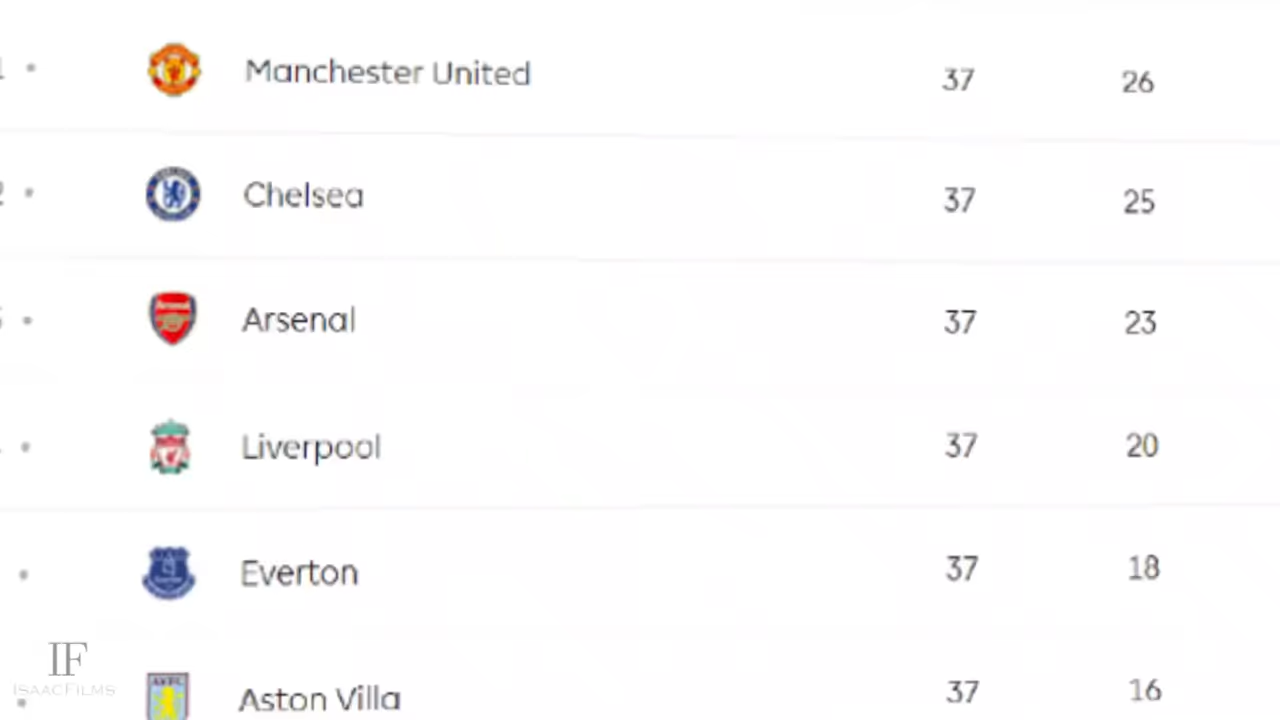 Manchester United 37 26
2 Chelsea 37 25
Arsenal 37 23
Liverpool 37 20
Everton 37 18
Aston Villa 37 16
IF
ISAACFILMS